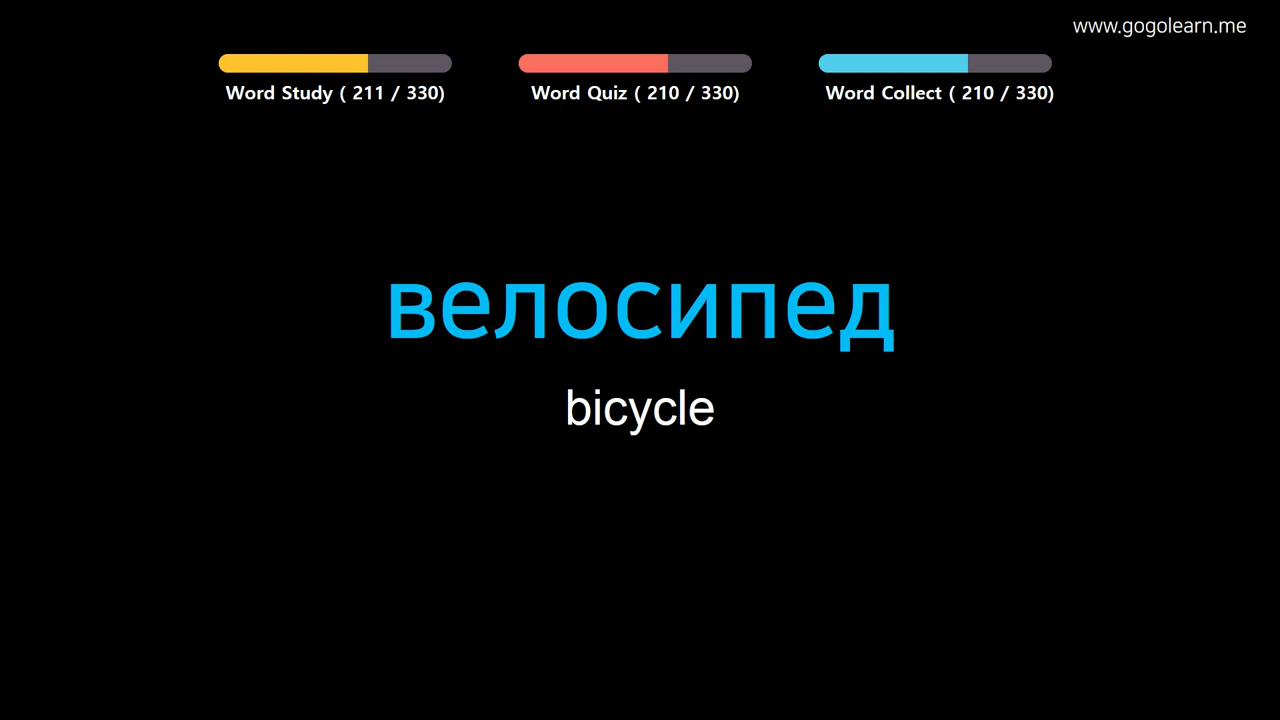 www.gogolearn.me
Word Study ( 211 / 330)
Word Quiz ( 210 / 330)
Word Collect ( 210 / 330)
велосипед
bicycle